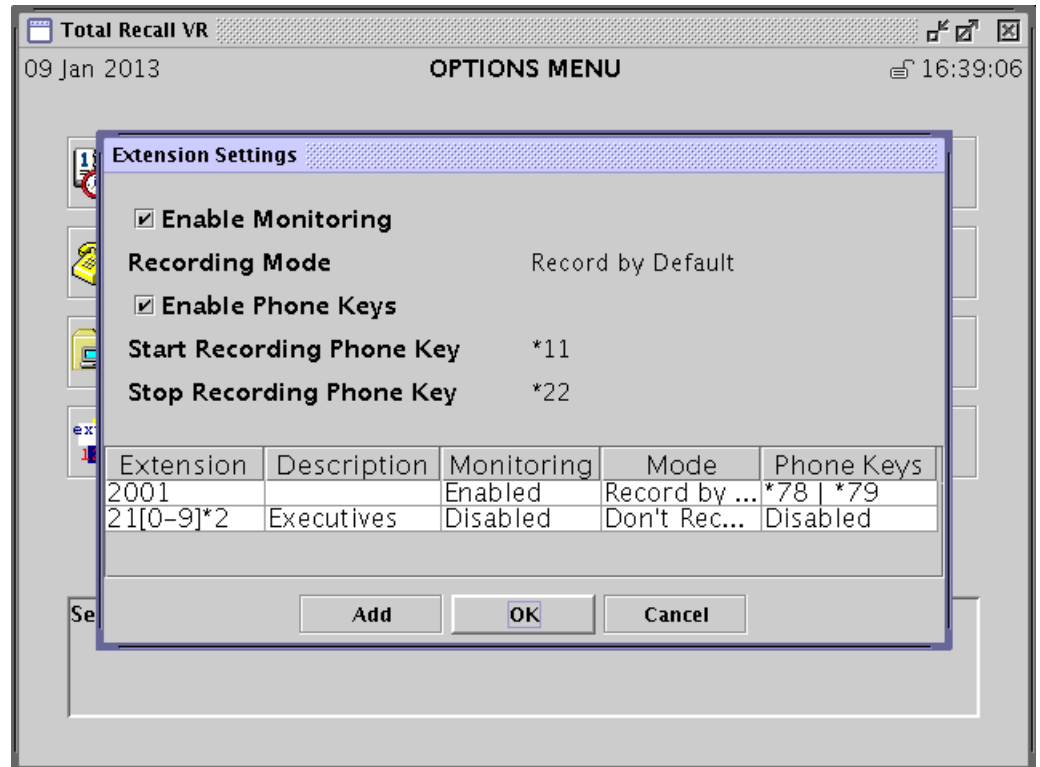 Total Recall VR
09 Jan 2013 OPTIONS MENU 16:39:06
Extension Settings
Enable Monitoring
Recording Mode Record by Default
Enable Phone Keys
Start Recording Phone Key *11
Stop Recording Phone Key *22
Extension Description Monitoring Mode Phone Keys
2001 Enabled Record by ... *78 | *79
21[0-9]*2 Executives Disabled Don't Rec... Disabled
Add OK Cancel
Se